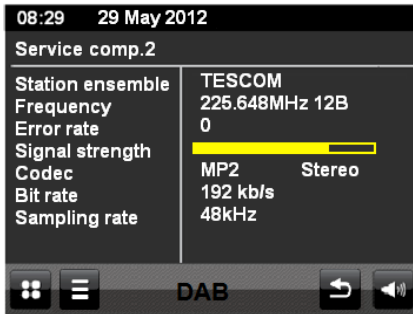 08:29 29 May 2012
Service comp.2
Station ensemble TESCOM
Frequency 225.648MHz 12B
Error rate 0
Signal strength
Codec MP2 Stereo
Bit rate 192 kb/s
Sampling rate 48kHz
DAB